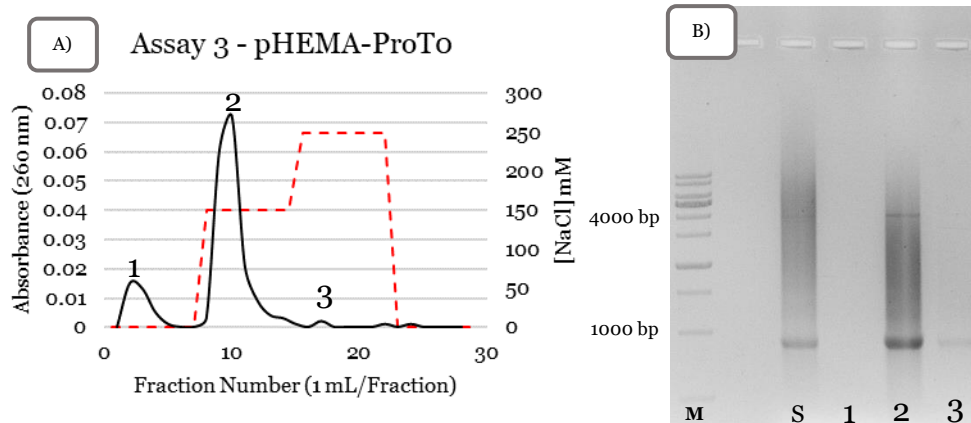 A)
Assay 3 - pHEMA-ProT0
0.08
0.07
0.06
0.05
0.04
0.03
0.02
0.01
0
Absorbance (260 nm)
1
2
3
300
250
200
150
100
50
0
[NaCl] mM
0 10 20 30
Fraction Number (1 mL/Fraction)
B)
4000 bp
1000 bp
M S 1 2 3